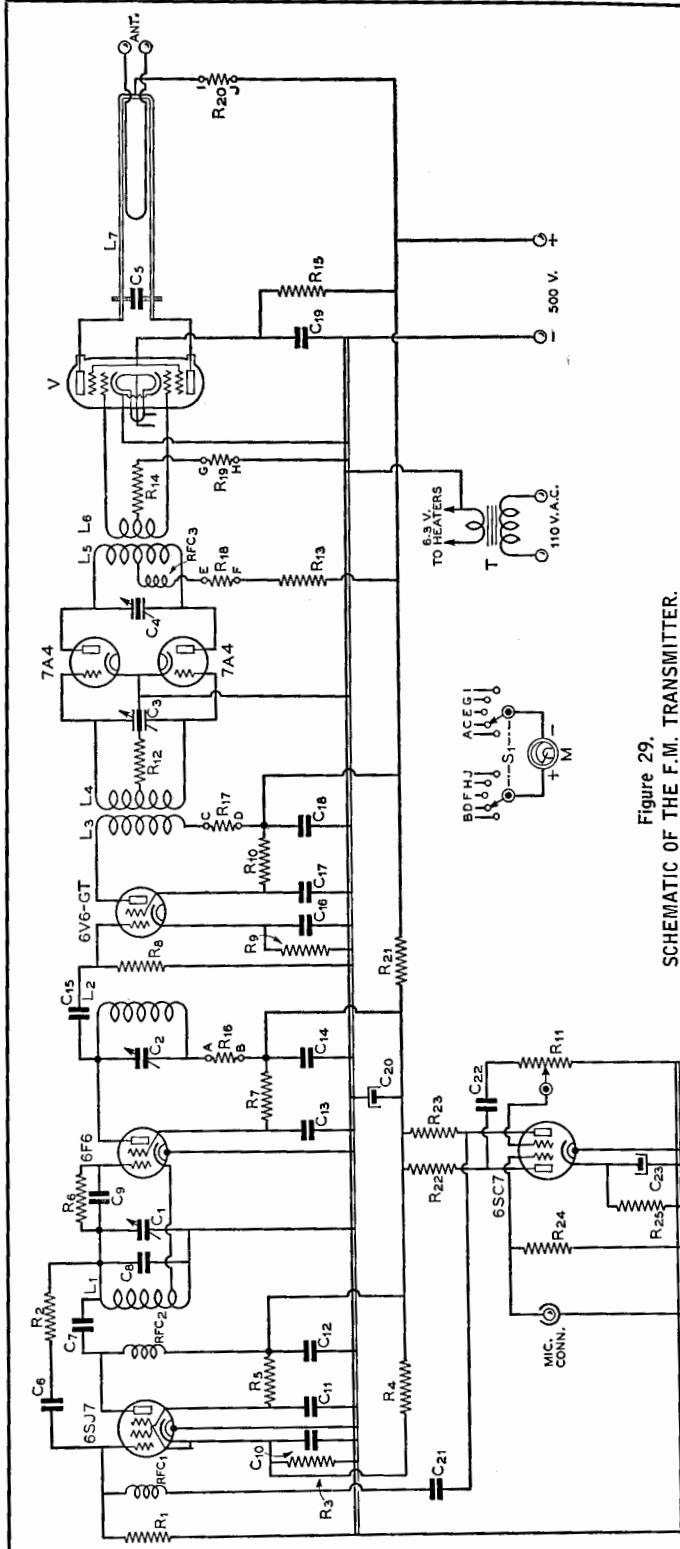 ANT.
I
R20
J
L7
C5
R15
C19
+
500 V.
-
V
L6
R14
G
R19
H
L5
RFC3
E
R18
F
R13
C4
7A4
7A4
C3
R12
L4
L3
C
R17
D
C18
R10
6V6-GT
C17
C16
R9
R8
C15
L2
C2
A
R16
B
C14
R7
C13
6F6
R6
C9
C1
C8
L1
R2
C7
RFC2
C6
6SJ7
R5
C12
C11
C10
R3
R4
RFC1
R1
C21
C20
R21
R23
R22
C22
R11
6SC7
C23
R25
R24
MIC.
CONN.
6.3 V.
TO HEATERS
T
110 V.A.C.
B D F H J
A C E G I
S1
+
M
-
Figure 29.
SCHEMATIC OF THE F.M. TRANSMITTER.